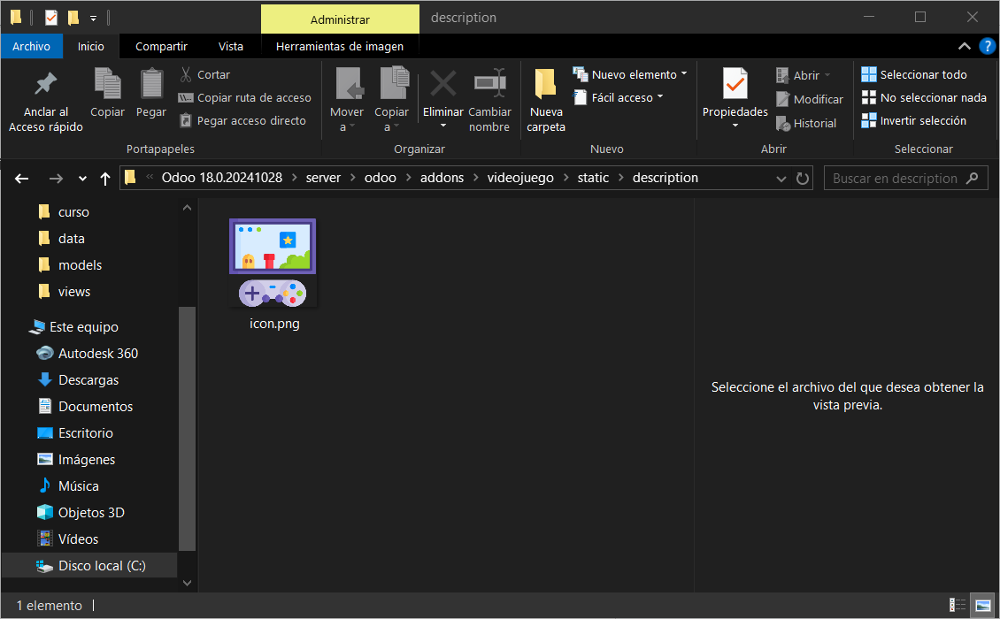 Administrar
description
Archivo
Inicio
Compartir
Vista
Herramientas de imagen
?
Anclar al
Acceso rápido
Copiar
Pegar
Cortar
Copiar ruta de acceso
Pegar acceso directo
Portapapeles
Mover
a
Copiar
a
Eliminar
Cambiar
nombre
Organizar
Nueva
carpeta
Nuevo elemento
Fácil acceso
Nuevo
Propiedades
Abrir
Modificar
Historial
Abrir
Seleccionar todo
No seleccionar nada
Invertir selección
Seleccionar
« Odoo 18.0.20241028 > server > odoo > addons > videojuego > static > description
Buscar en description
curso
data
models
views
Este equipo
Autodesk 360
Descargas
Documentos
Escritorio
Imágenes
Música
Objetos 3D
Vídeos
Disco local (C:)
icon.png
Seleccione el archivo del que desea obtener la
vista previa.
1 elemento